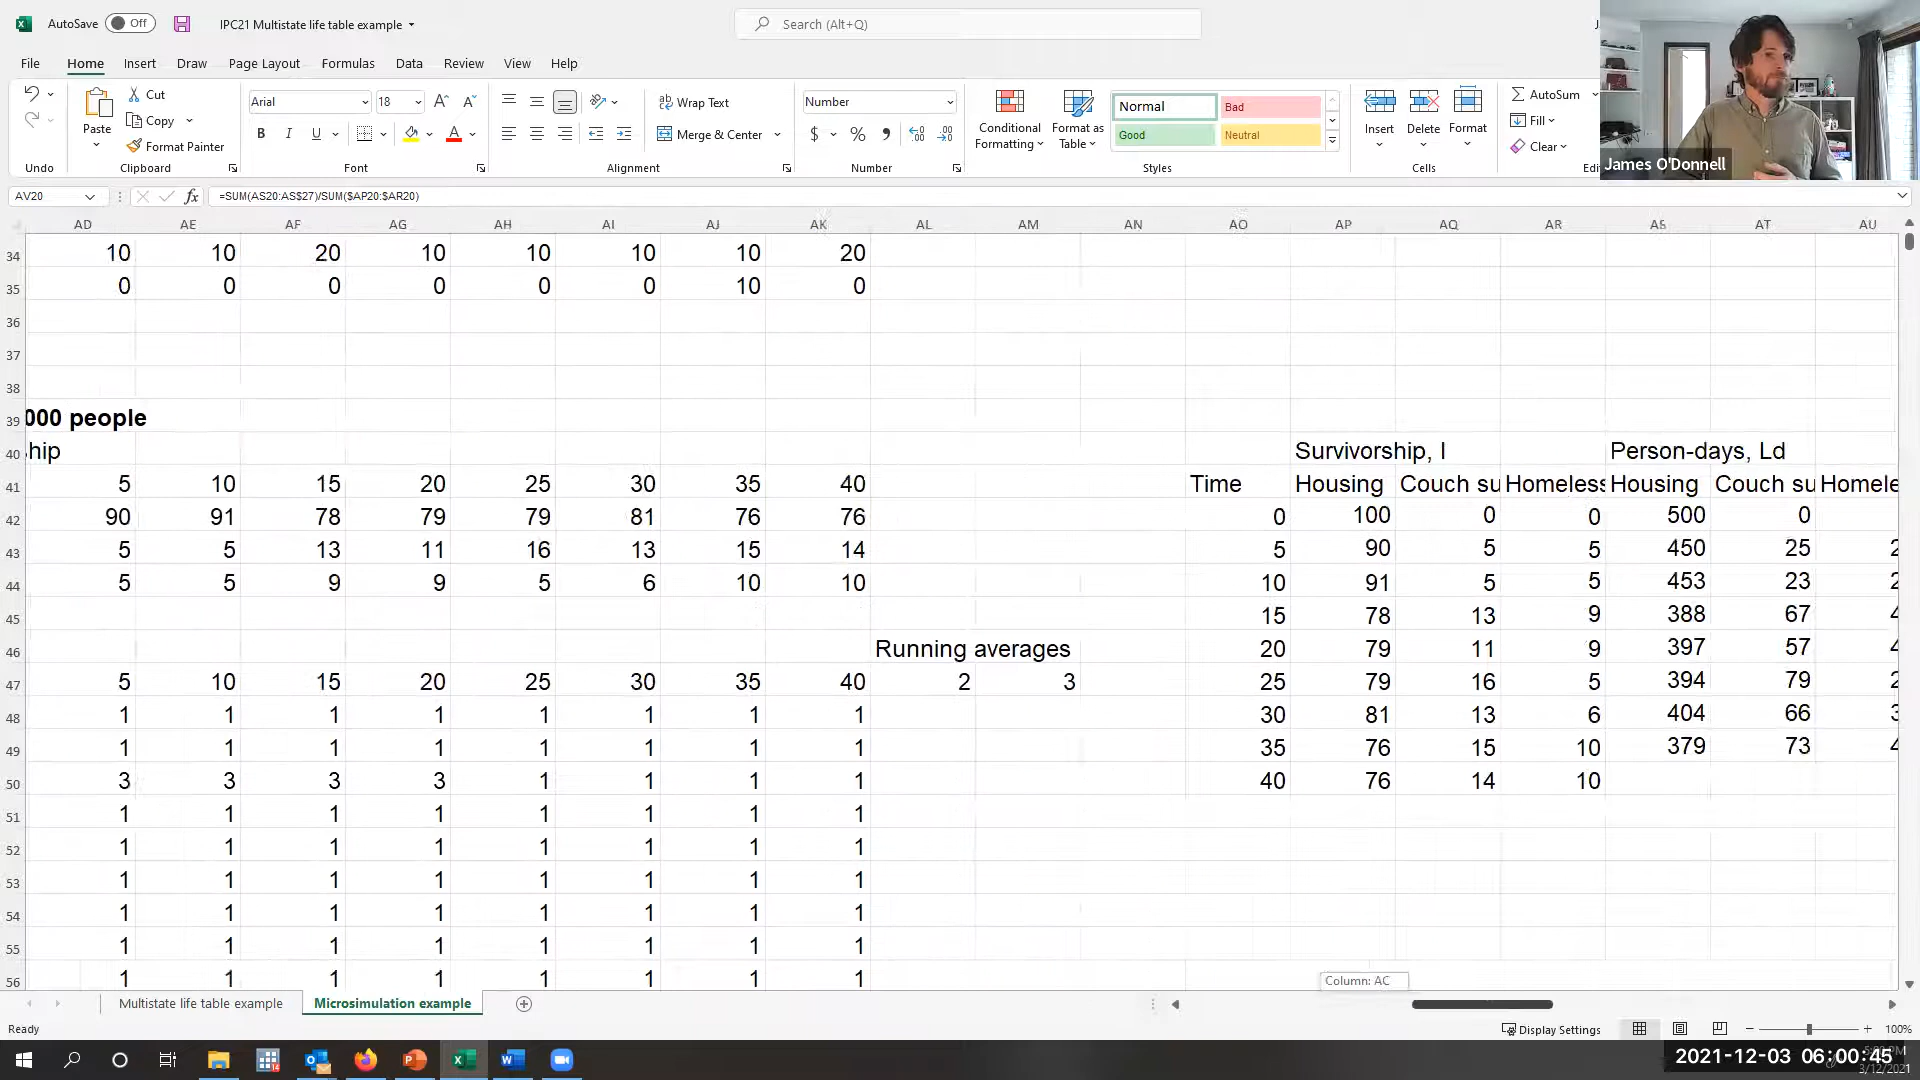 AutoSave Off IPC21 Multistate life table example Search (Alt+Q)
File Home Insert Draw Page Layout Formulas Data Review View Help
Paste Cut Copy Format Painter
Arial 18
Wrap Text
Merge & Center
Number
Conditional Formatting
Format as Table
Normal Bad
Good Neutral
Insert Delete Format
AutoSum
Fill
Clear
James O'Donnell
Undo Clipboard Font Alignment Number Styles Cells
AV20 fx =SUM(AS20:AS$27)/SUM($AP20:$AR20)
AD AE AF AG AH AI AJ AK AL AM AN AO AP AQ AR AS AT AU
34 10 10 20 10 10 10 10 20
35 0 0 0 0 0 0 10 0
36
37
38
39 000 people
40 hip Survivorship, l Person-days, Ld
41 5 10 15 20 25 30 35 40 Time Housing Couch su Homeless Housing Couch su Homele
42 90 91 78 79 79 81 76 76 0 100 0 0 500 0
43 5 5 13 11 16 13 15 14 5 90 5 5 450 25 2
44 5 5 9 9 5 6 10 10 10 91 5 5 453 23 2
45 15 78 13 9 388 67 4
46 Running averages 20 79 11 9 397 57 4
47 5 10 15 20 25 30 35 40 2 3 25 79 16 5 394 79 2
48 1 1 1 1 1 1 1 1 30 81 13 6 404 66 3
49 1 1 1 1 1 1 1 1 35 76 15 10 379 73 4
50 3 3 3 3 1 1 1 1 40 76 14 10
51 1 1 1 1 1 1 1 1
52 1 1 1 1 1 1 1 1
53 1 1 1 1 1 1 1 1
54 1 1 1 1 1 1 1 1
55 1 1 1 1 1 1 1 1
56 1 1 1 1 1 1 1 1
Column: AC
Multistate life table example Microsimulation example
Ready Display Settings 100%
2021-12-03 06:00:45
3/12/2021